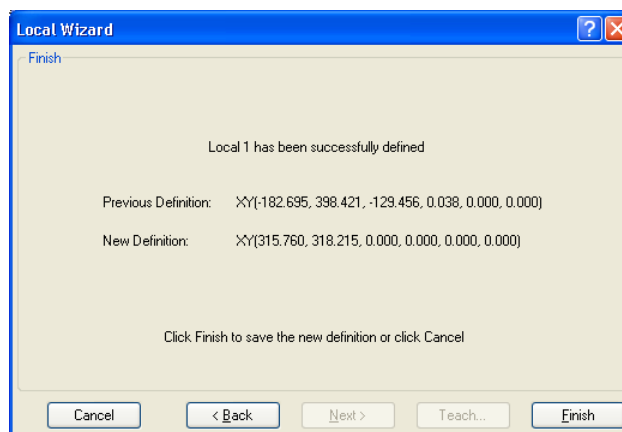 Local Wizard
Finish
Local 1 has been successfully defined
Previous Definition: XY(-182.695, 398.421, -129.456, 0.038, 0.000, 0.000)
New Definition: XY(315.760, 318.215, 0.000, 0.000, 0.000, 0.000)
Click Finish to save the new definition or click Cancel
Cancel < Back Next > Teach... Finish